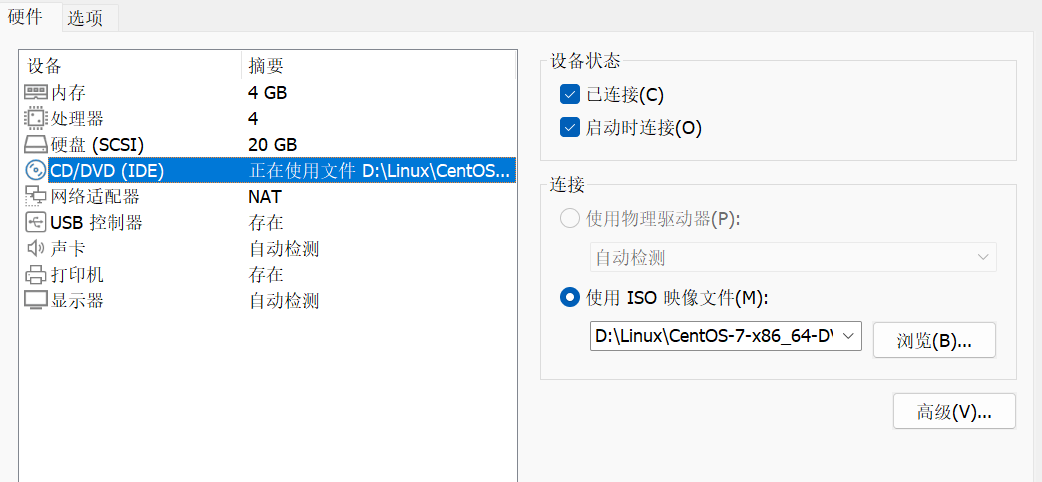 硬件 选项
设备 摘要
内存 4 GB
处理器 4
硬盘 (SCSI) 20 GB
CD/DVD (IDE) 正在使用文件 D:\Linux\CentOS...
网络适配器 NAT
USB 控制器 存在
声卡 自动检测
打印机 存在
显示器 自动检测
设备状态
已连接(C)
启动时连接(O)
连接
使用物理驱动器(P):
自动检测
使用 ISO 映像文件(M):
D:\Linux\CentOS-7-x86_64-DV
浏览(B)...
高级(V)...